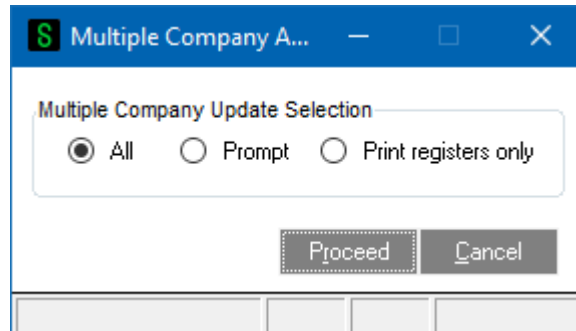 S Multiple Company A...
Multiple Company Update Selection
All Prompt Print registers only
Proceed Cancel